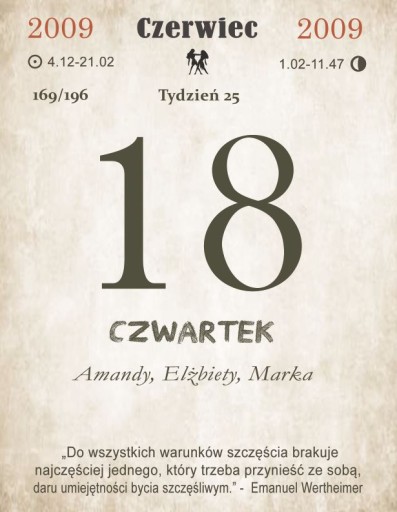 2009 Czerwiec 2009
4.12-21.02 1.02-11.47
169/196 Tydzień 25
18
CZWARTEK
Amandy, Elżbiety, Marka
„Do wszystkich warunków szczęścia brakuje
najczęściej jednego, który trzeba przynieść ze sobą,
daru umiejętności bycia szczęśliwym.” - Emanuel Wertheimer